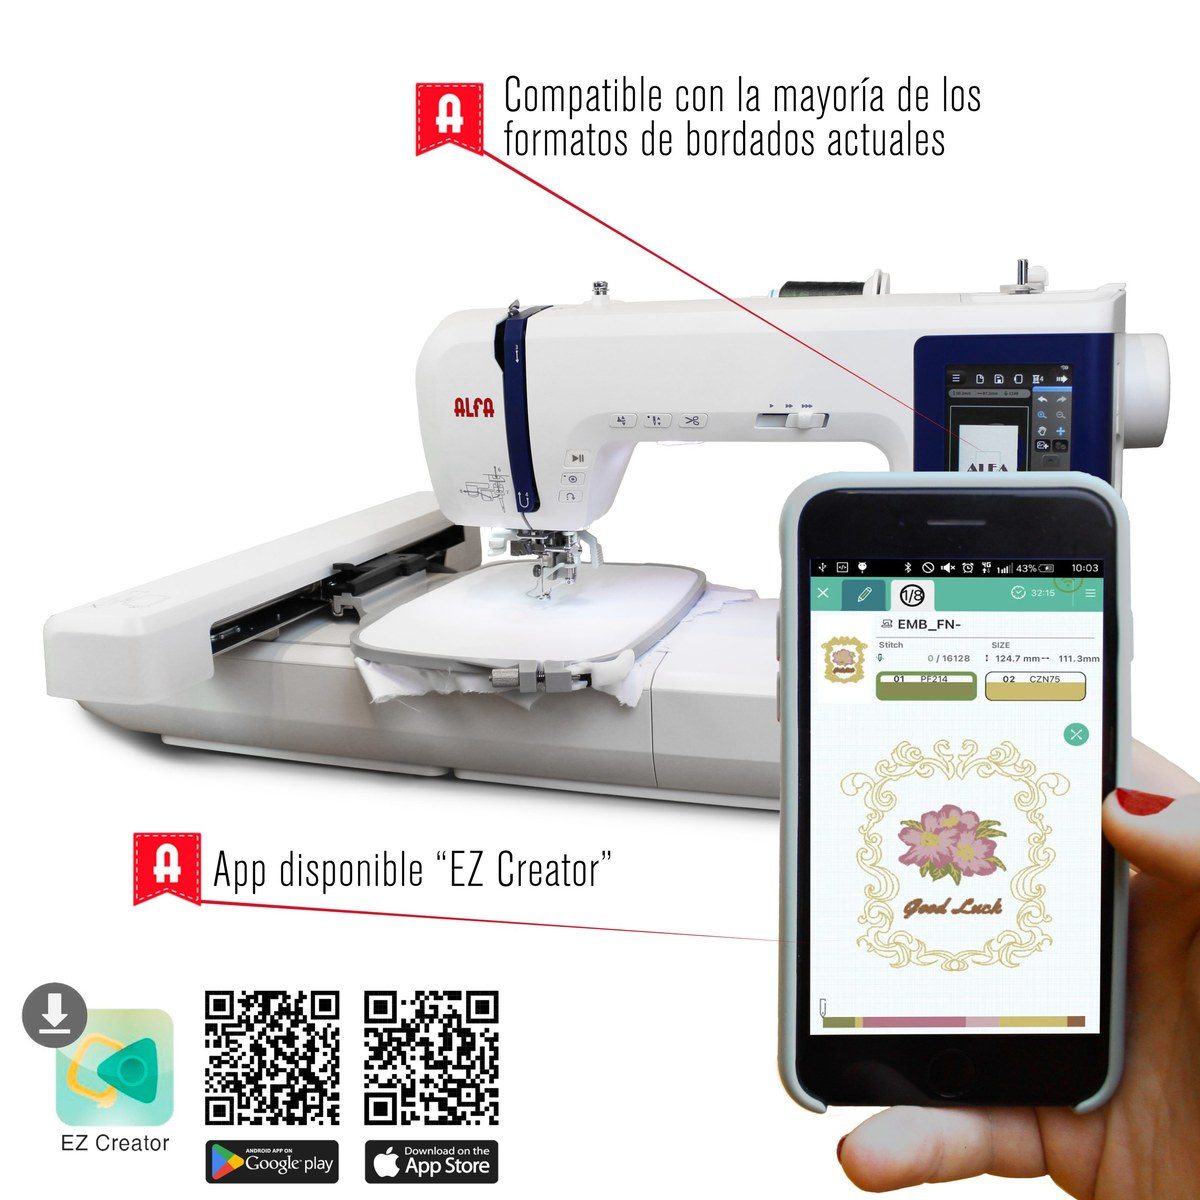 A
Compatible con la mayoría de los
formatos de bordados actuales
ALFA
ALFA
43%
10:03
1/8
32:15
EMB_FN-
Stitch
SIZE
0 / 16128
124.7 mm
111.3mm
01 PF214
02 CZN75
Good Luck
A
App disponible “EZ Creator”
EZ Creator
ANDROID APP ON
Google play
Download on the
App Store